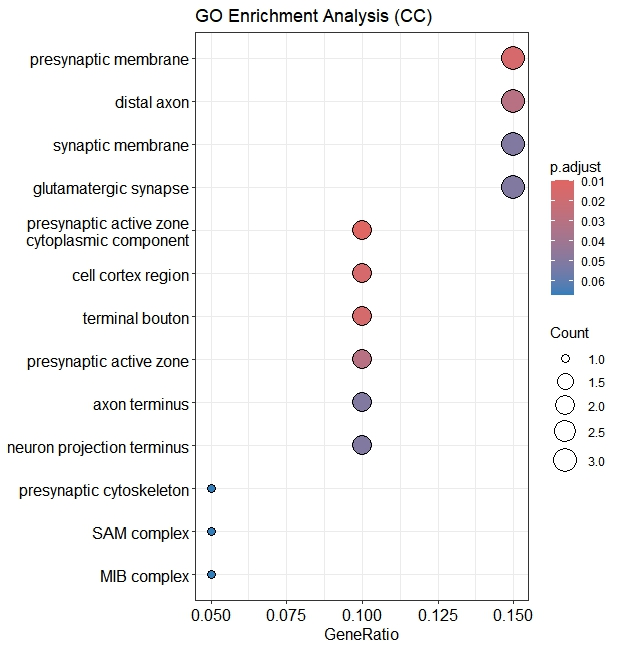 GO Enrichment Analysis (CC)
presynaptic membrane
distal axon
synaptic membrane
glutamatergic synapse
presynaptic active zone
cytoplasmic component
cell cortex region
terminal bouton
presynaptic active zone
axon terminus
neuron projection terminus
presynaptic cytoskeleton
SAM complex
MIB complex
0.050 0.075 0.100 0.125 0.150
GeneRatio
p.adjust
0.01
0.02
0.03
0.04
0.05
0.06
Count
1.0
1.5
2.0
2.5
3.0